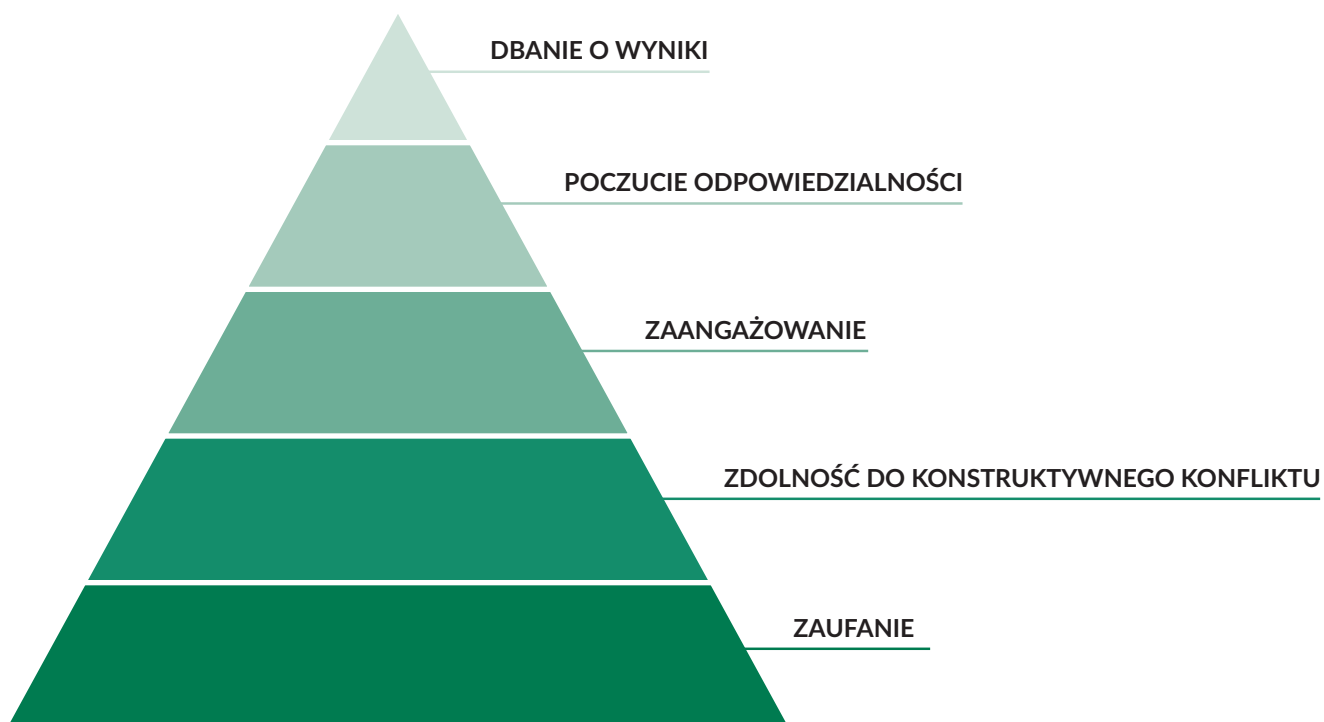 DBANIE O WYNIKI
POCZUCIE ODPOWIEDZIALNOŚCI
ZAANGAŻOWANIE
ZDOLNOŚĆ DO KONSTRUKTYWNEGO KONFLIKTU
ZAUFANIE